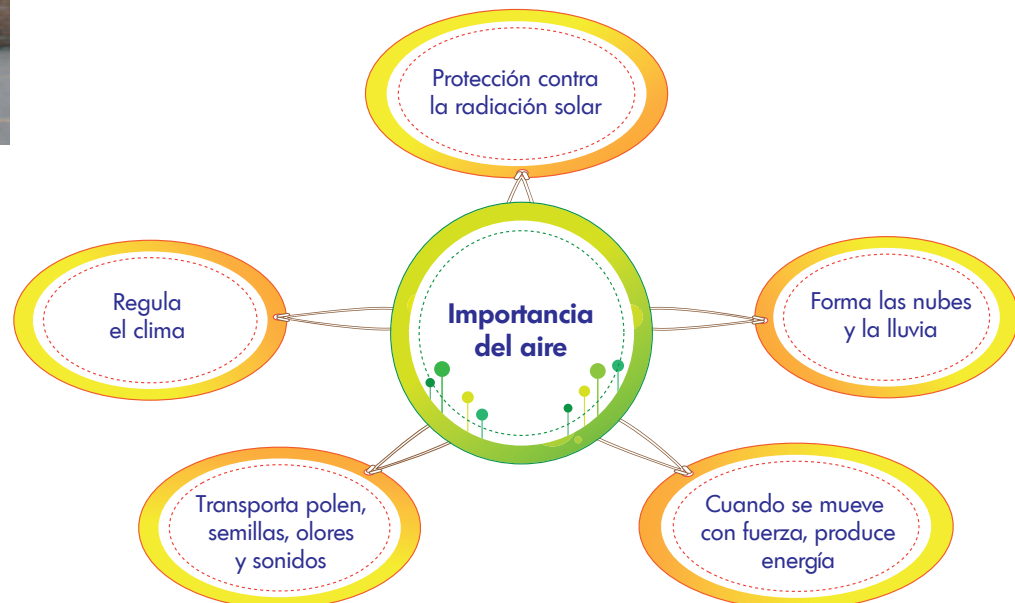 Protección contra
la radiación solar
Regula
el clima
Importancia
del aire
Forma las nubes
y la lluvia
Transporta polen,
semillas, olores
y sonidos
Cuando se mueve
con fuerza, produce
energía